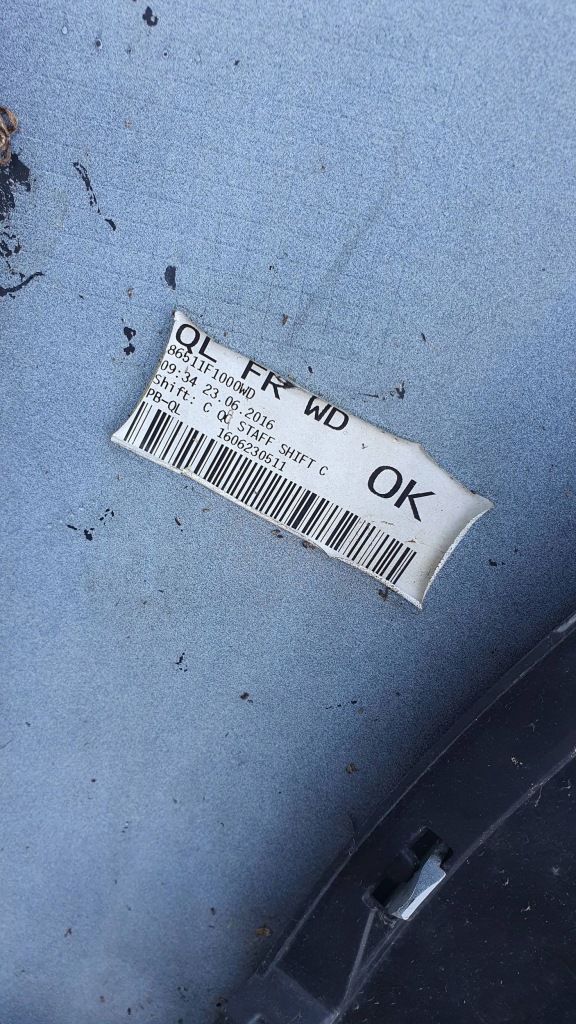 QL FR WD
86511F1000WD
09:34 23.06.2016
Shift: C QC STAFF SHIFT C
PB-QL
1606230511
OK